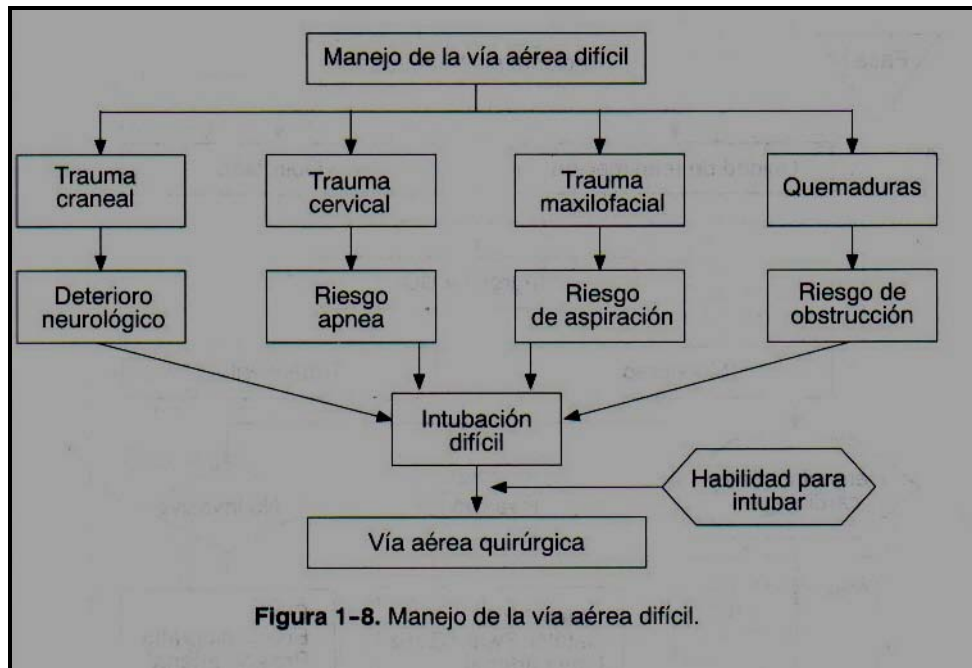 Manejo de la vía aérea difícil
Trauma
craneal
Trauma
cervical
Trauma
maxilofacial
Quemaduras
Deterioro
neurológico
Riesgo
apnea
Riesgo
de aspiración
Riesgo de
obstrucción
Intubación
difícil
Habilidad para
intubar
Vía aérea quirúrgica
Figura 1-8. Manejo de la vía aérea difícil.